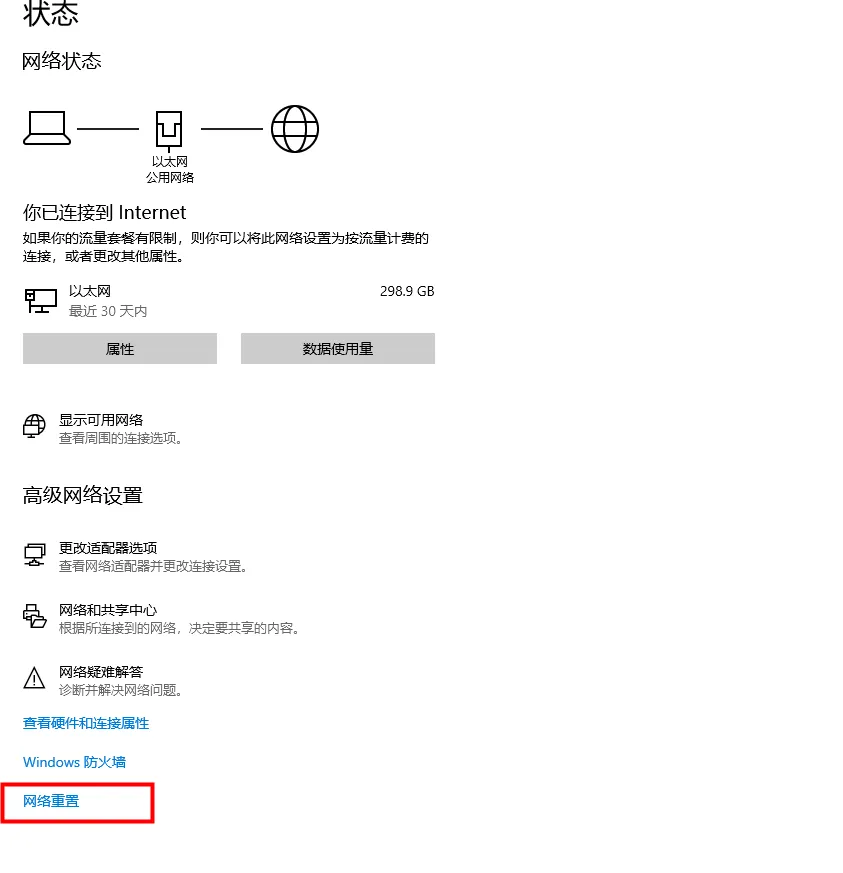 状态
网络状态
以太网
公用网络
你已连接到 Internet
如果你的流量套餐有限制，则你可以将此网络设置为按流量计费的
连接，或者更改其他属性。
以太网
298.9 GB
最近 30 天内
属性
数据使用量
显示可用网络
查看周围的连接选项。
高级网络设置
更改适配器选项
查看网络适配器并更改连接设置。
网络和共享中心
根据所连接到的网络，决定要共享的内容。
网络疑难解答
诊断并解决网络问题。
查看硬件和连接属性
Windows 防火墙
网络重置